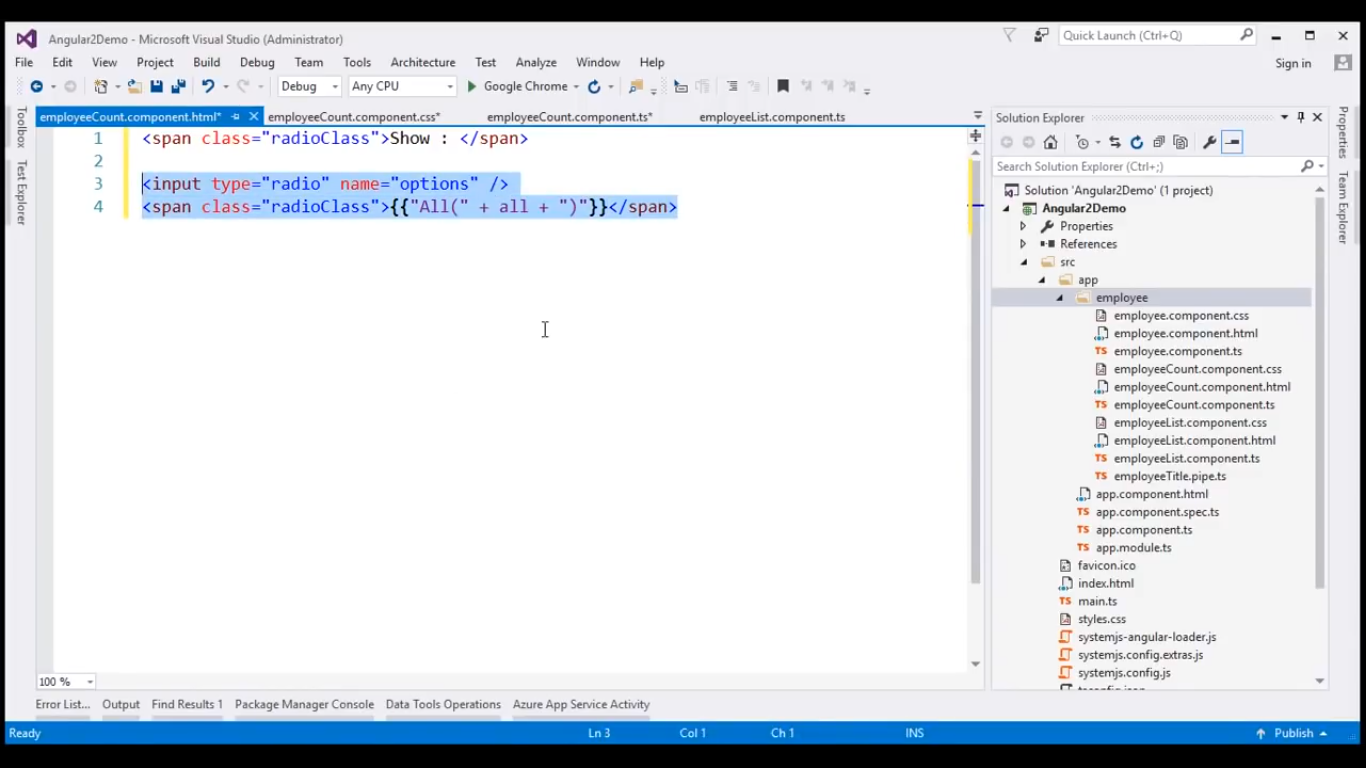 Angular2Demo - Microsoft Visual Studio (Administrator)
Quick Launch (Ctrl+Q)
File Edit View Project Build Debug Team Tools Architecture Test Analyze Window Help
Sign in
Debug Any CPU Google Chrome
Toolbox
Test Explorer
employeeCount.component.html* employeeCount.component.css* employeeCount.component.ts* employeeList.component.ts
1 <span class="radioClass">Show : </span>
2
3 <input type="radio" name="options" />
4 <span class="radioClass">{{"All(" + all + ")"}}</span>
100 %
Solution Explorer
Search Solution Explorer (Ctrl+;)
Solution 'Angular2Demo' (1 project)
Angular2Demo
Properties
References
src
app
employee
employee.component.css
employee.component.html
TS employee.component.ts
employeeCount.component.css
employeeCount.component.html
TS employeeCount.component.ts
employeeList.component.css
employeeList.component.html
TS employeeList.component.ts
TS employeeTitle.pipe.ts
app.component.html
TS app.component.spec.ts
TS app.component.ts
TS app.module.ts
favicon.ico
index.html
TS main.ts
styles.css
systemjs-angular-loader.js
systemjs.config.extras.js
systemjs.config.js
Properties
Team Explorer
Error List... Output Find Results 1 Package Manager Console Data Tools Operations Azure App Service Activity
Ready Ln 3 Col 1 Ch 1 INS Publish